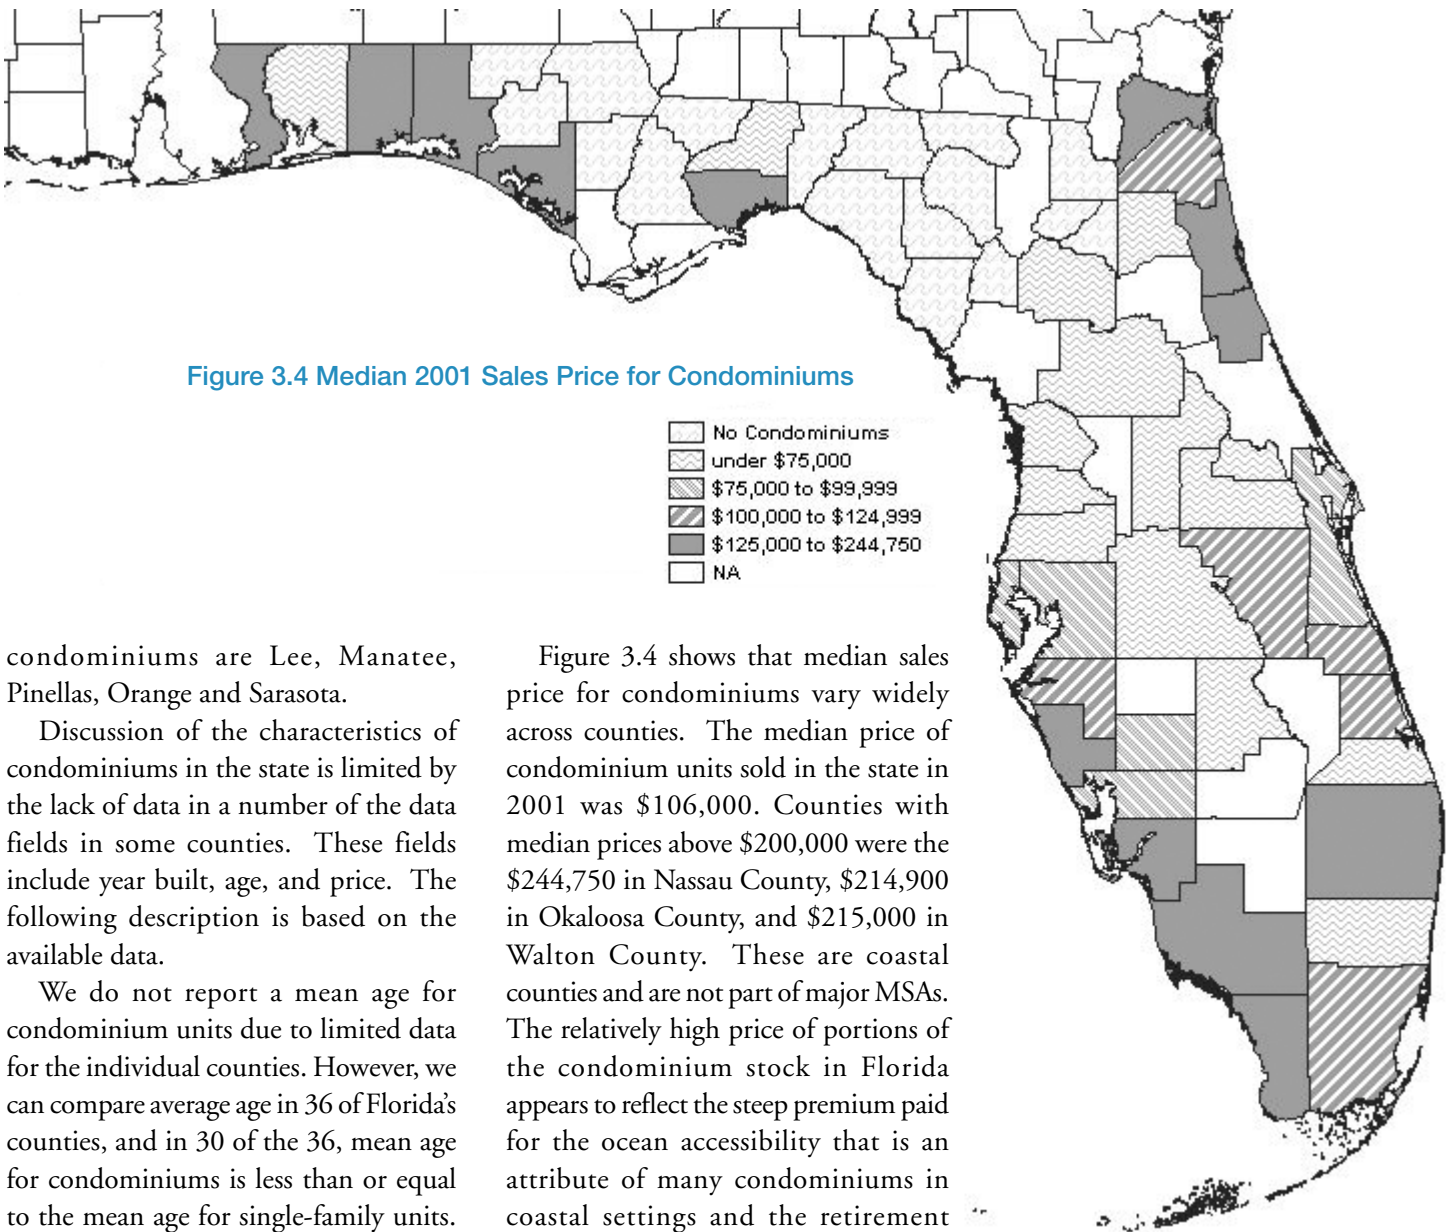 Figure 3.4 Median 2001 Sales Price for Condominiums
No Condominiums
under $75,000
$75,000 to $99,999
$100,000 to $124,999
$125,000 to $244,750
NA
condominiums are Lee, Manatee,
Pinellas, Orange and Sarasota.
Discussion of the characteristics of
condominiums in the state is limited by
the lack of data in a number of the data
fields in some counties. These fields
include year built, age, and price. The
following description is based on the
available data.
We do not report a mean age for
condominium units due to limited data
for the individual counties. However, we
can compare average age in 36 of Florida's
counties, and in 30 of the 36, mean age
for condominiums is less than or equal
to the mean age for single-family units.
Figure 3.4 shows that median sales
price for condominiums vary widely
across counties. The median price of
condominium units sold in the state in
2001 was $106,000. Counties with
median prices above $200,000 were the
$244,750 in Nassau County, $214,900
in Okaloosa County, and $215,000 in
Walton County. These are coastal
counties and are not part of major MSAs.
The relatively high price of portions of
the condominium stock in Florida
appears to reflect the steep premium paid
for the ocean accessibility that is an
attribute of many condominiums in
coastal settings and the retirement